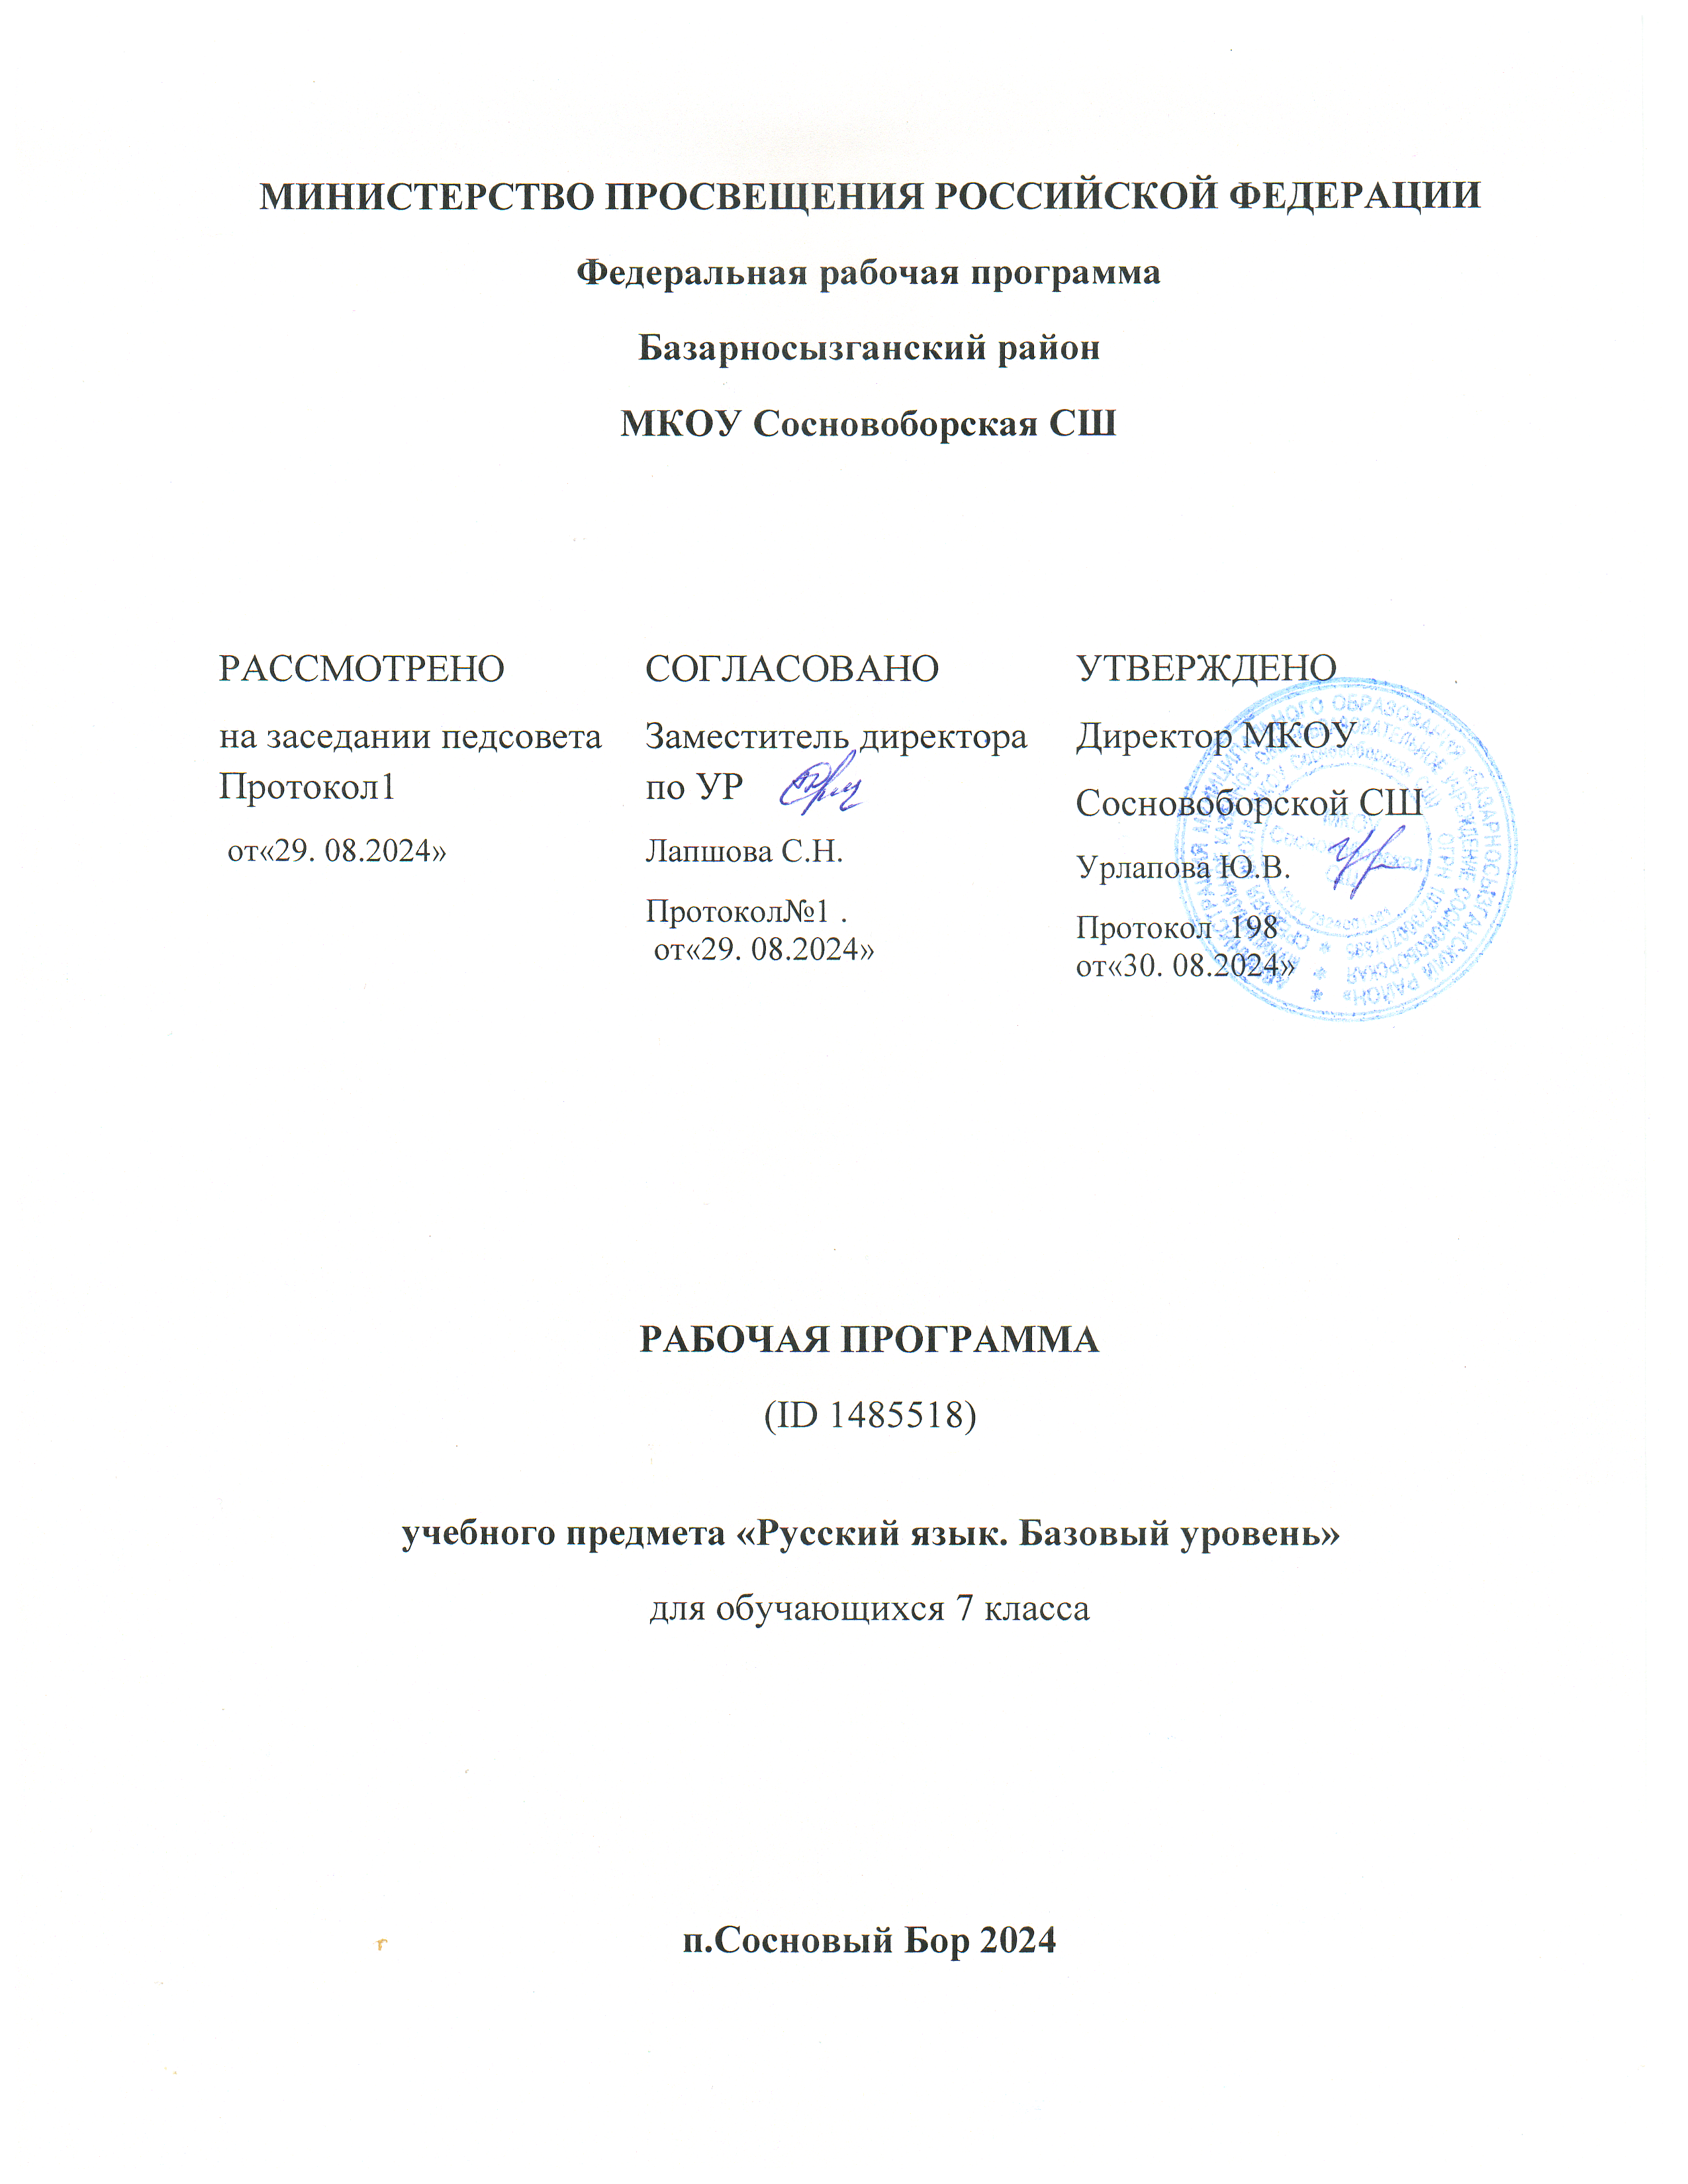 МИНИСТЕРСТВО ПРОСВЕЩЕНИЯ РОССИЙСКОЙ ФЕДЕРАЦИИ
Федеральная рабочая программа
Базарносызганский район
МКОУ Сосновоборская СШ
РАССМОТРЕНО
на заседании педсовета
Протокол1
от«29. 08.2024»
СОГЛАСОВАНО
Заместитель директора
по УР
Лапшова С.Н.
Протокол№1 .
от«29. 08.2024»
УТВЕРЖДЕНО
Директор МКОУ
Сосновоборской СШ
Урлапова Ю.В.
Протокол 198
от«30. 08.2024»
РАБОЧАЯ ПРОГРАММА
(ID 1485518)
учебного предмета «Русский язык. Базовый уровень»
для обучающихся 7 класса
п.Сосновый Бор 2024